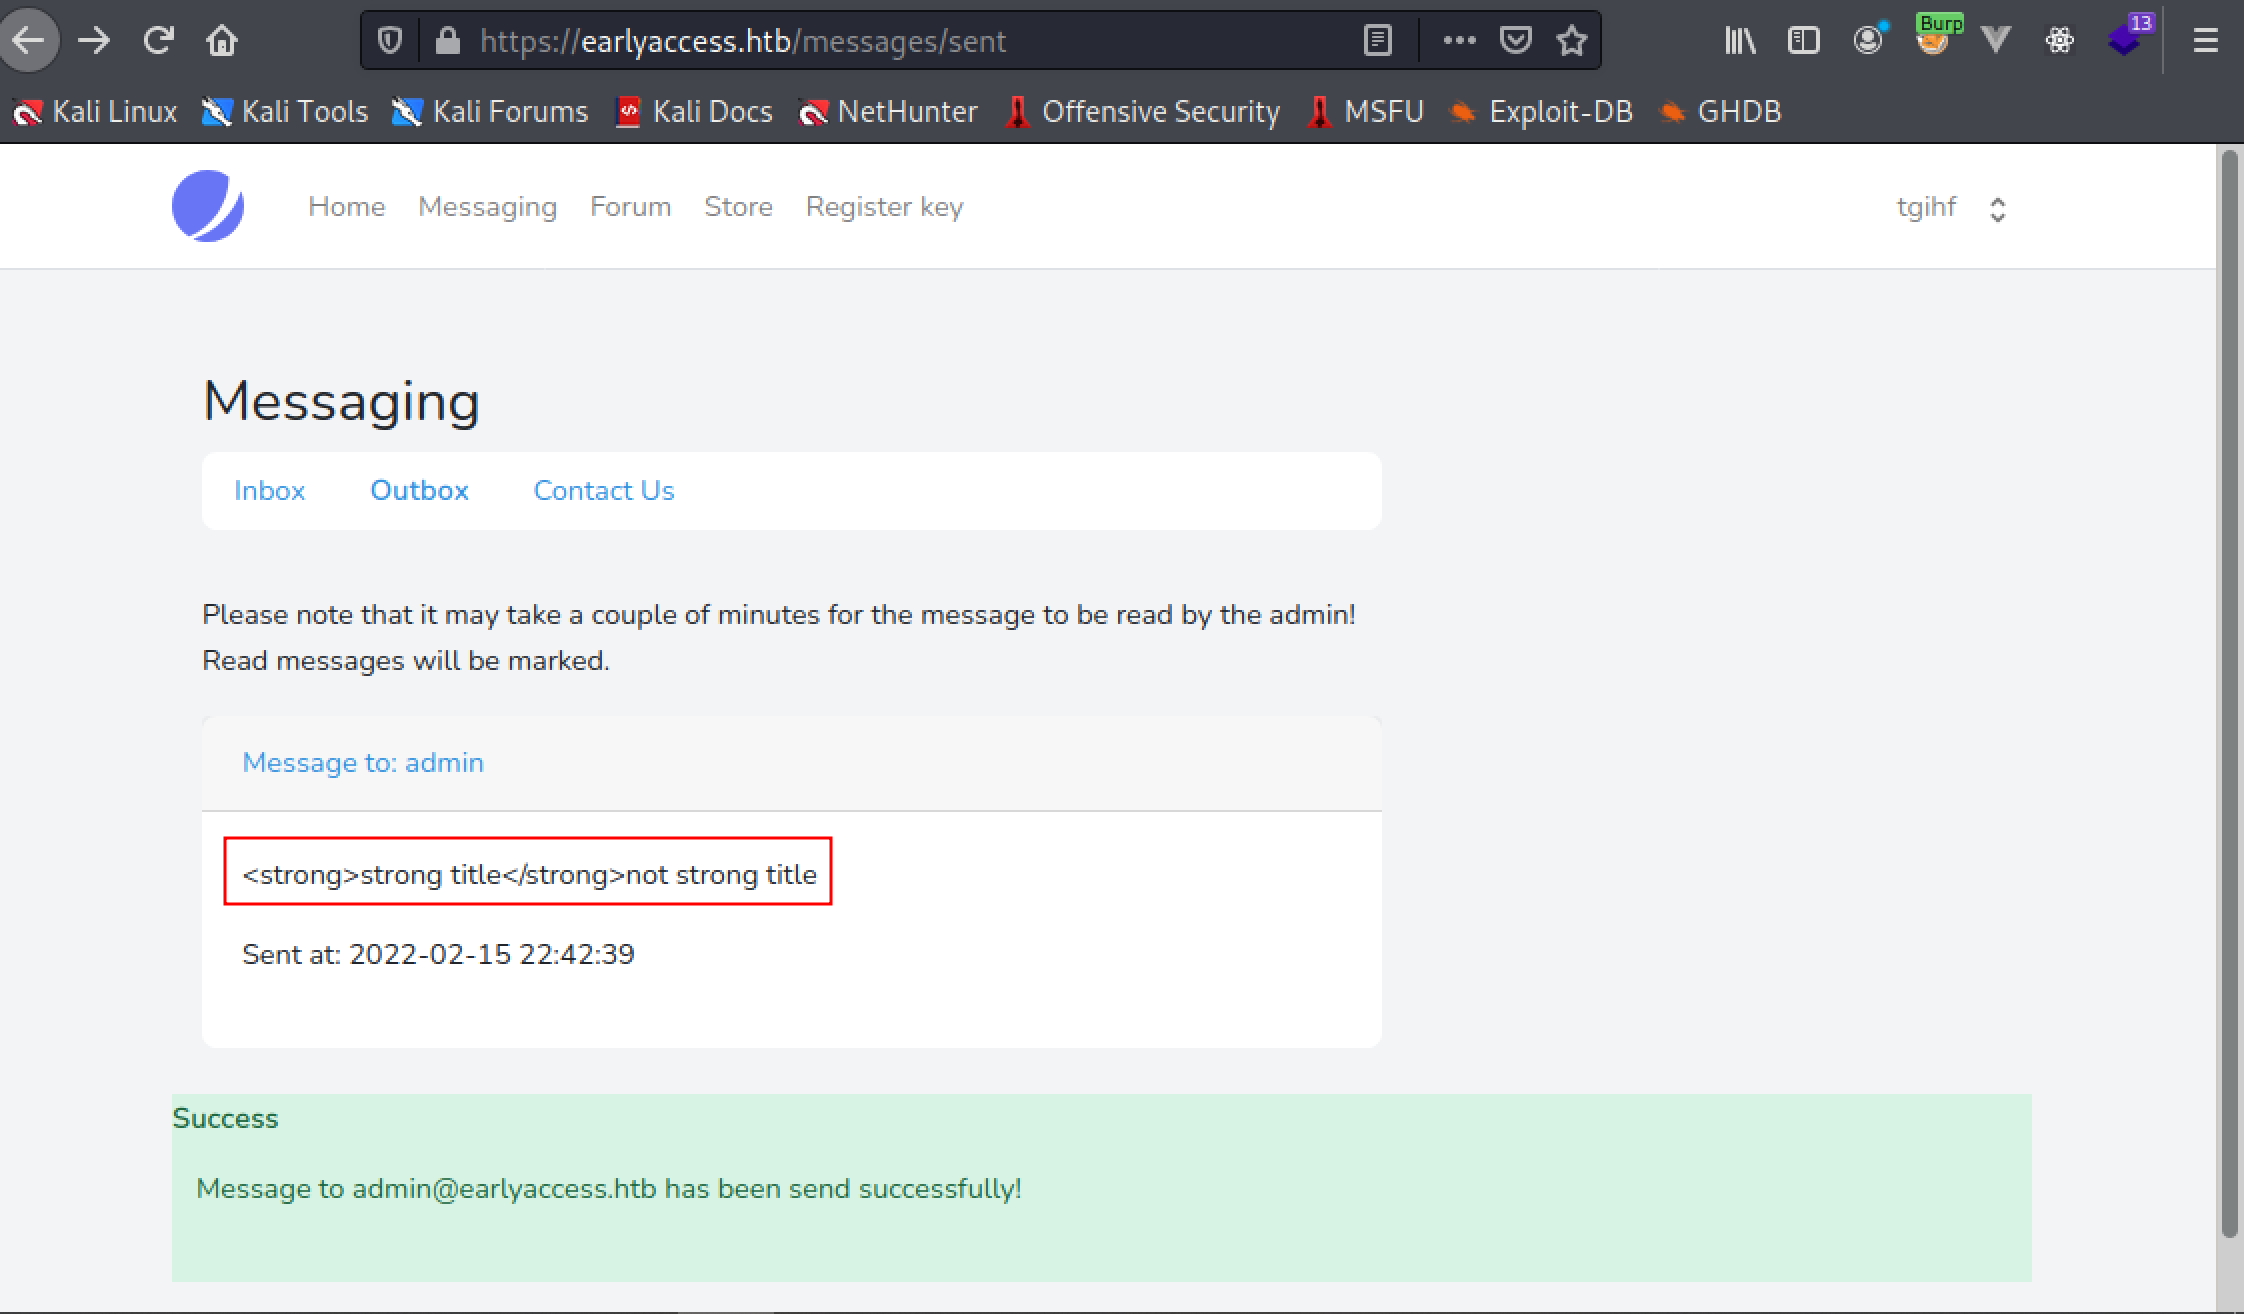 https://earlyaccess.htb/messages/sent
Burp
13
Kali Linux Kali Tools Kali Forums Kali Docs NetHunter Offensive Security MSFU Exploit-DB GHDB
Home Messaging Forum Store Register key tgihf
Messaging
Inbox Outbox Contact Us
Please note that it may take a couple of minutes for the message to be read by the admin!
Read messages will be marked.
Message to: admin
<strong>strong title</strong>not strong title
Sent at: 2022-02-15 22:42:39
Success
Message to admin@earlyaccess.htb has been send successfully!